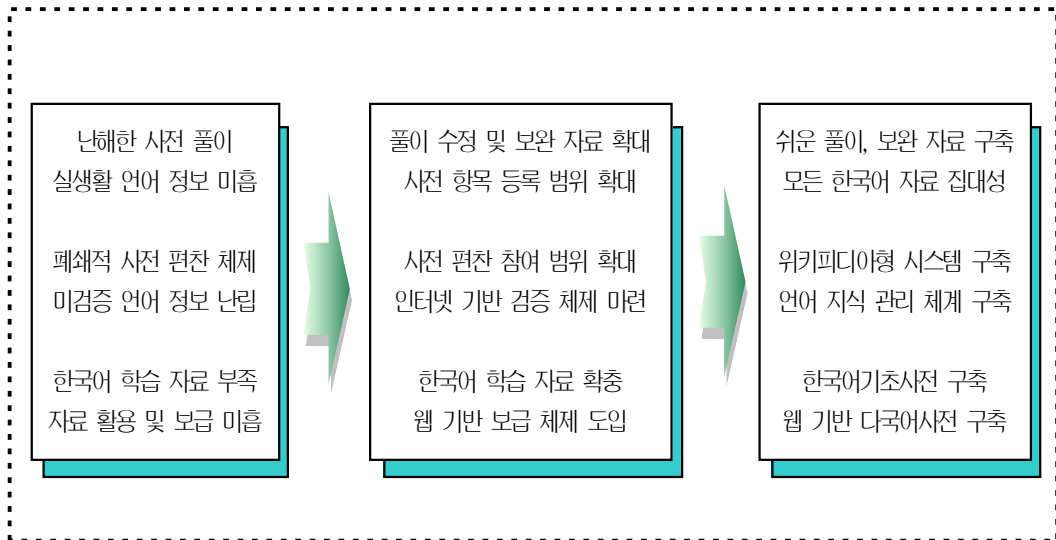 난해한 사전 풀이
실생활 언어 정보 미흡
폐쇄적 사전 편찬 체제
미검증 언어 정보 난립
한국어 학습 자료 부족
자료 활용 및 보급 미흡
풀이 수정 및 보완 자료 확대
사전 항목 등록 범위 확대
사전 편찬 참여 범위 확대
인터넷 기반 검증 체제 마련
한국어 학습 자료 확충
웹 기반 보급 체제 도입
쉬운 풀이, 보완 자료 구축
모든 한국어 자료 집대성
위키피디아형 시스템 구축
언어 지식 관리 체계 구축
한국어기초사전 구축
웹 기반 다국어사전 구축